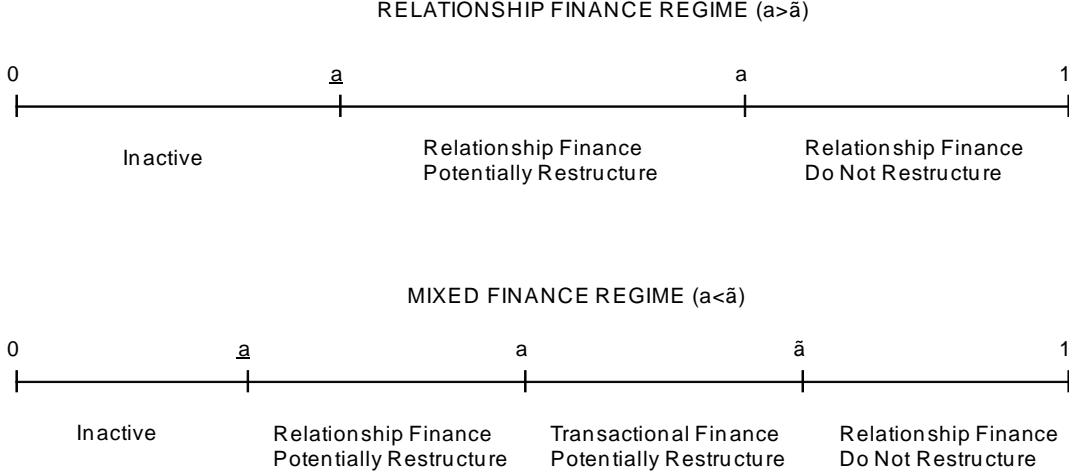 RELATIONSHIP FINANCE REGIME (a>ã)
0 a a 1
Inactive
Relationship Finance
Potentially Restructure
Relationship Finance
Do Not Restructure
MIXED FINANCE REGIME (a<ã)
0 a a ã 1
Inactive
Relationship Finance
Potentially Restructure
Transactional Finance
Potentially Restructure
Relationship Finance
Do Not Restructure